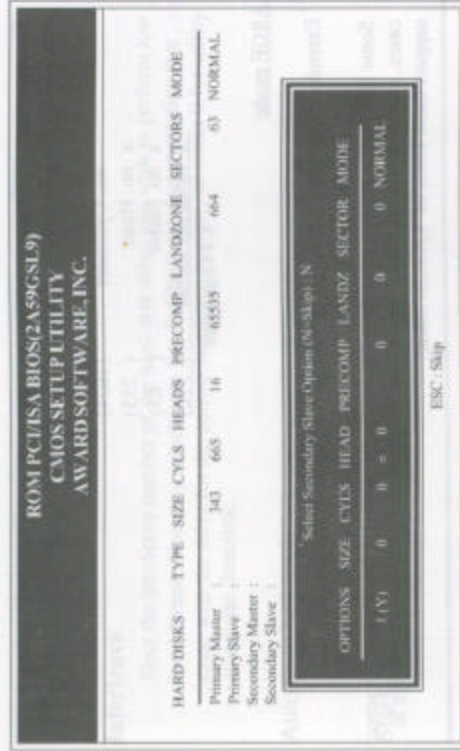 ROM PCI/ISA BIOS(2A59GSL9)
CMOS SETUP UTILITY
AWARD SOFTWARE, INC.
HARD DISKS TYPE SIZE CYLS HEADS PRECOMP LANDZONE SECTORS MODE
Primary Master : 343 665 16 65535 664 63 NORMAL
Primary Slave :
Secondary Master :
Secondary Slave :
Select Secondary Slave Option (N=Skip) : N
OPTIONS SIZE CYLS HEAD PRECOMP LANDZ SECTOR MODE
1 (Y) 0 0 = 0 0 0 0 NORMAL
ESC : Skip